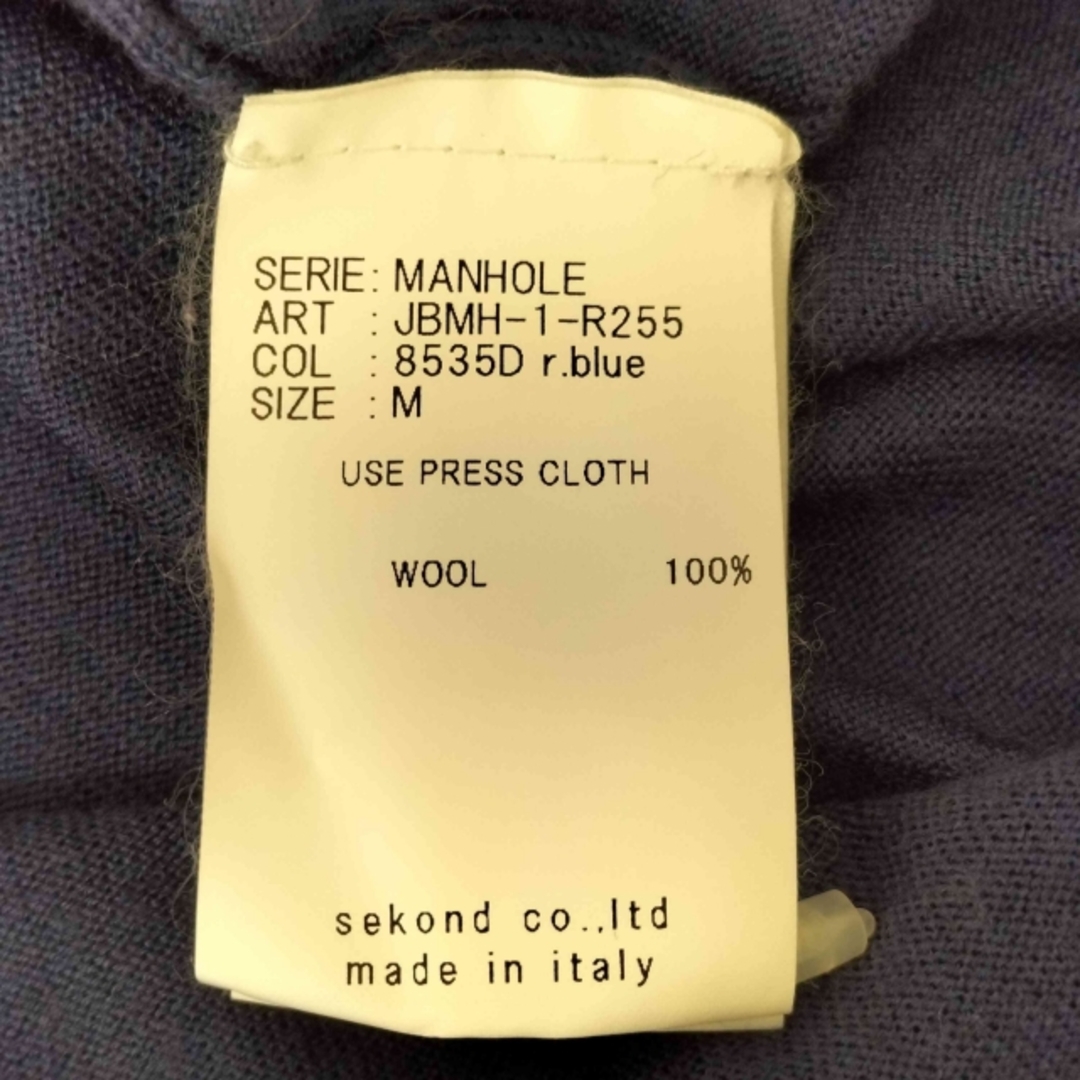 SERIE: MANHOLE
ART : JBMH-1-R255
COL : 8535D r.blue
SIZE : M
USE PRESS CLOTH
WOOL 100%
sekond co.,ltd
made in italy